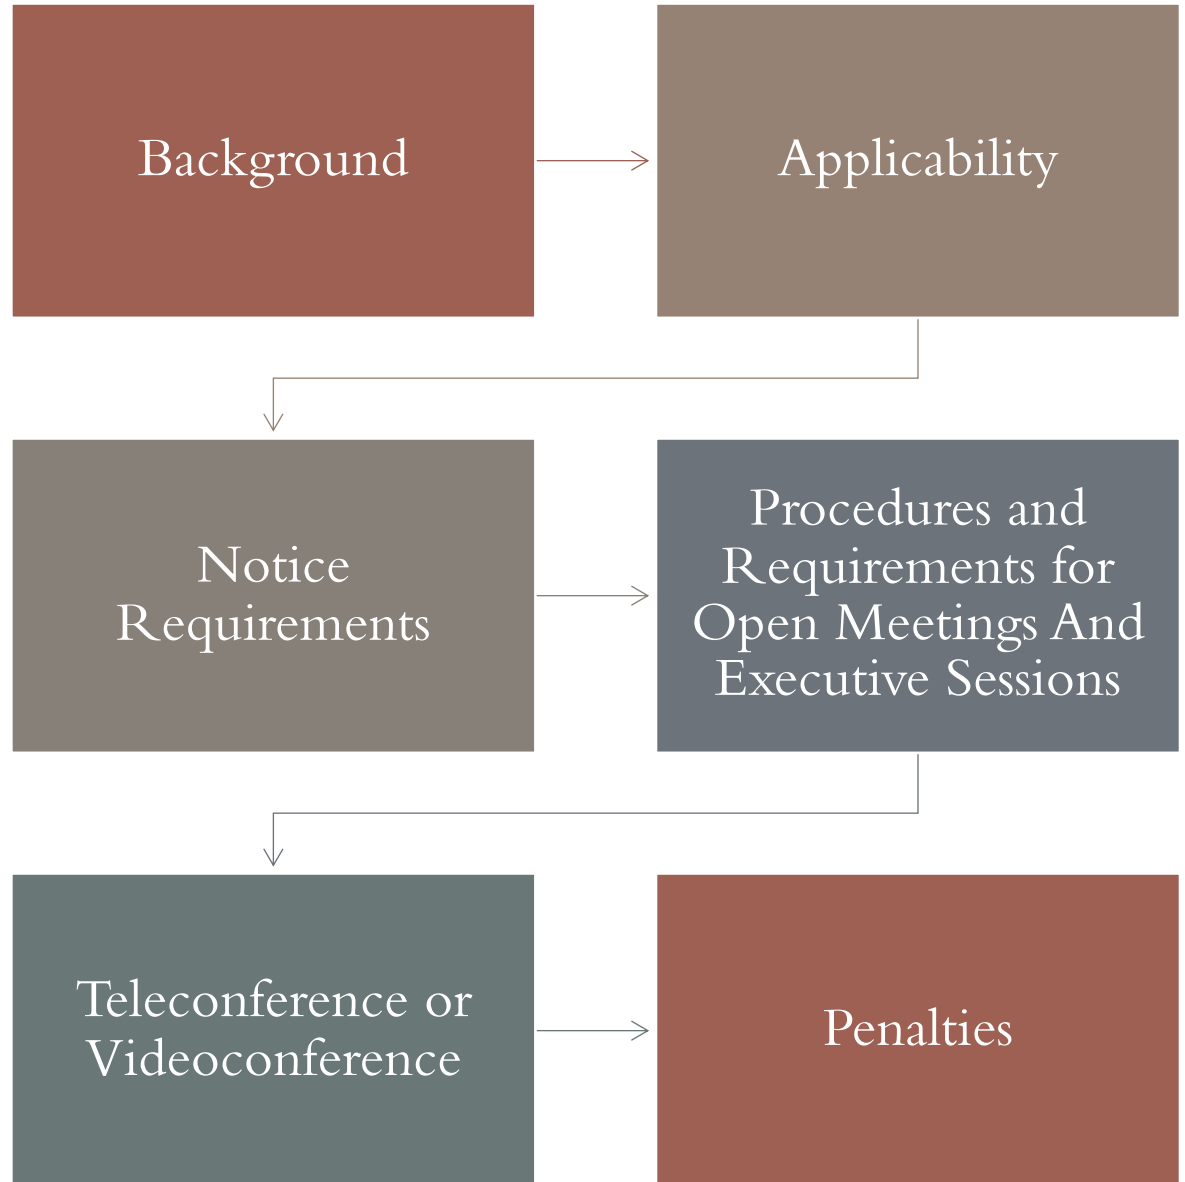 Background
Applicability
Notice
Requirements
Procedures and
Requirements for
Open Meetings And
Executive Sessions
Teleconference or
Videoconference
Penalties